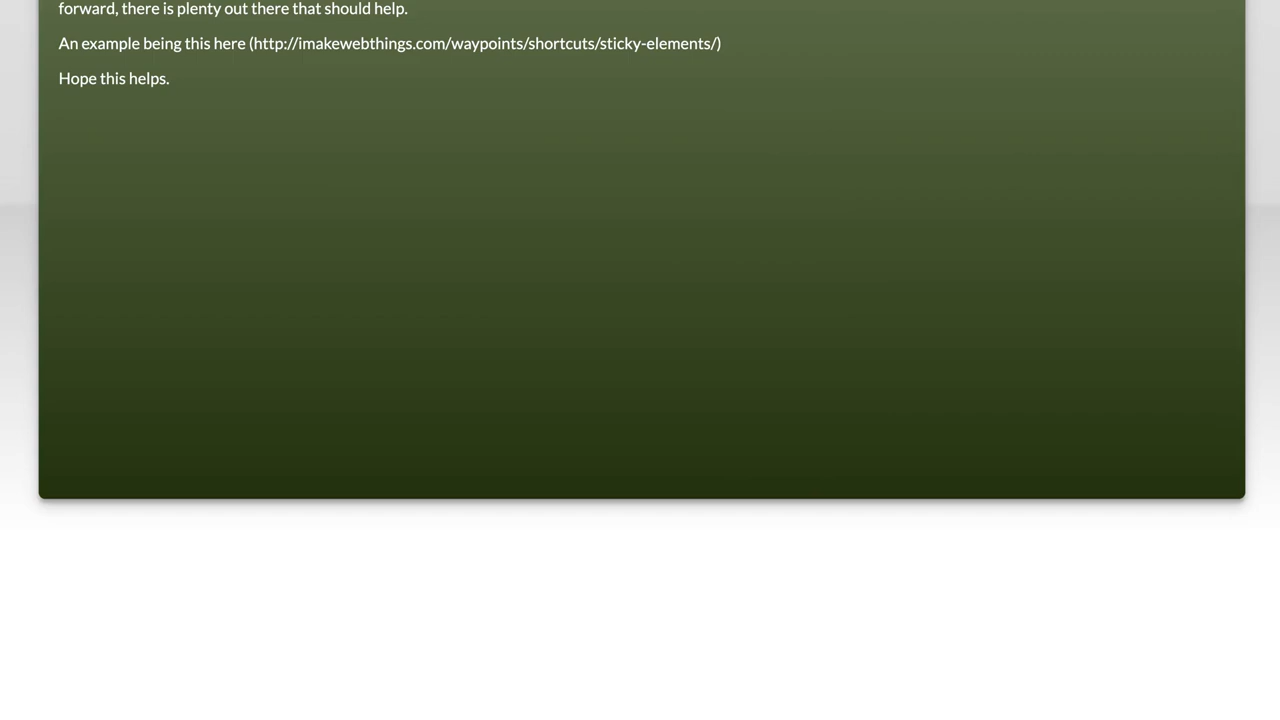 forward, there is plenty out there that should help.
An example being this here (http://imakewebthings.com/waypoints/shortcuts/sticky-elements/)
Hope this helps.